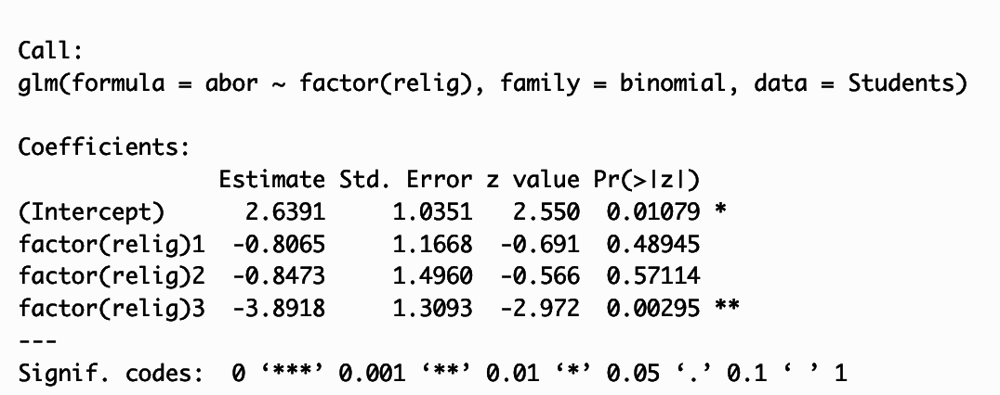 Call:
glm(formula = abor ~ factor(relig), family = binomial, data = Students)
Coefficients:
Estimate Std. Error z value Pr(>|z|)
(Intercept) 2.6391 1.0351 2.550 0.01079 *
factor(relig)1 -0.8065 1.1668 -0.691 0.48945
factor(relig)2 -0.8473 1.4960 -0.566 0.57114
factor(relig)3 -3.8918 1.3093 -2.972 0.00295 **
---
Signif. codes: 0 ‘***’ 0.001 ‘**’ 0.01 ‘*’ 0.05 ‘.’ 0.1 ‘ ’ 1